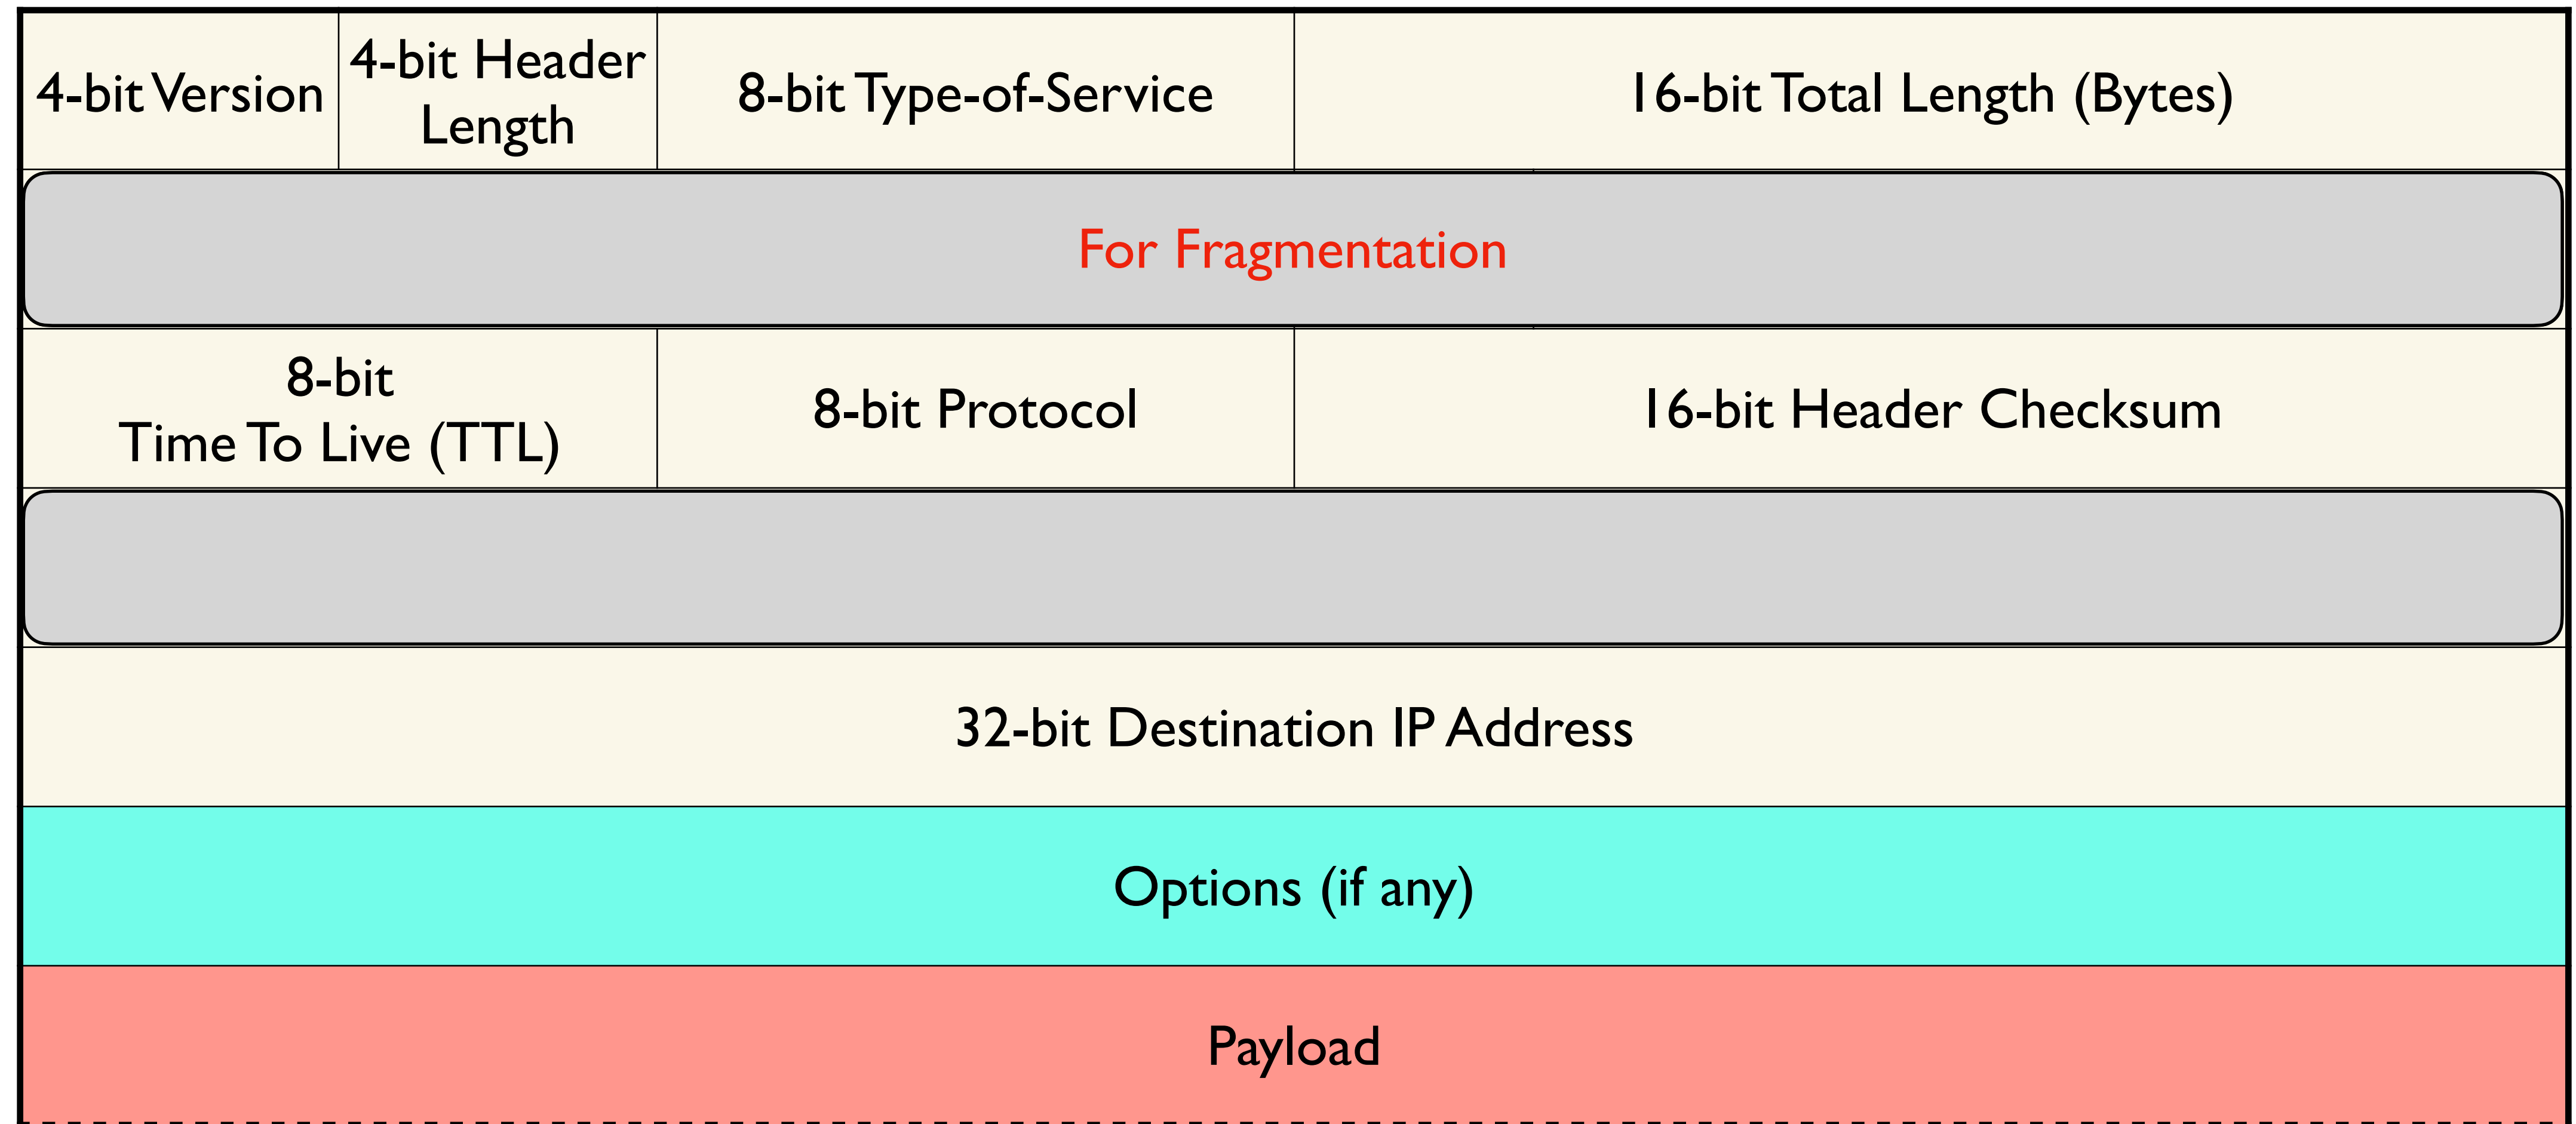 4-bit Version
4-bit Header
Length
8-bit Type-of-Service
16-bit Total Length (Bytes)
For Fragmentation
8-bit
Time To Live (TTL)
8-bit Protocol
16-bit Header Checksum
32-bit Destination IP Address
Options (if any)
Payload